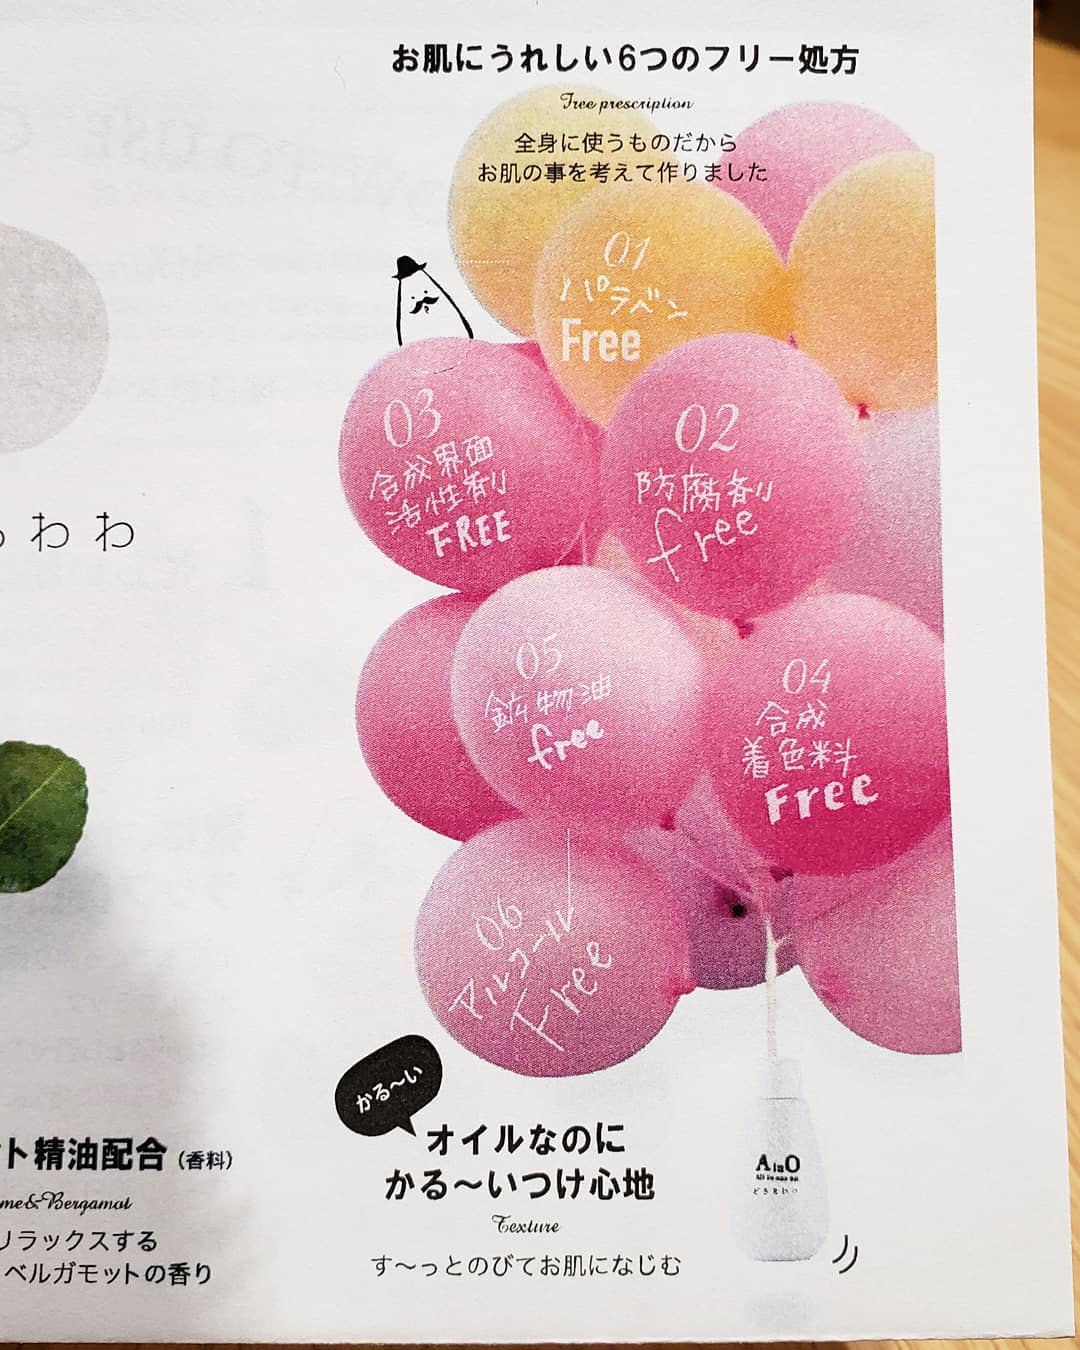 お肌にうれしい6つのフリー処方
Free prescription
全身に使うものだから
お肌の事を考えて作りました
01
パラベン
Free
02
防腐剤
free
03
合成界面
活性剤
FREE
04
合成
着色料
Free
05
鉱物油
free
06
アルコール
Free
わわ
ト精油配合(香料)
me&Bergamot
リラックスする
ベルガモットの香り
かる〜い
オイルなのに
かる〜いつけ心地
Texture
す〜っとのびてお肌になじむ
AinO